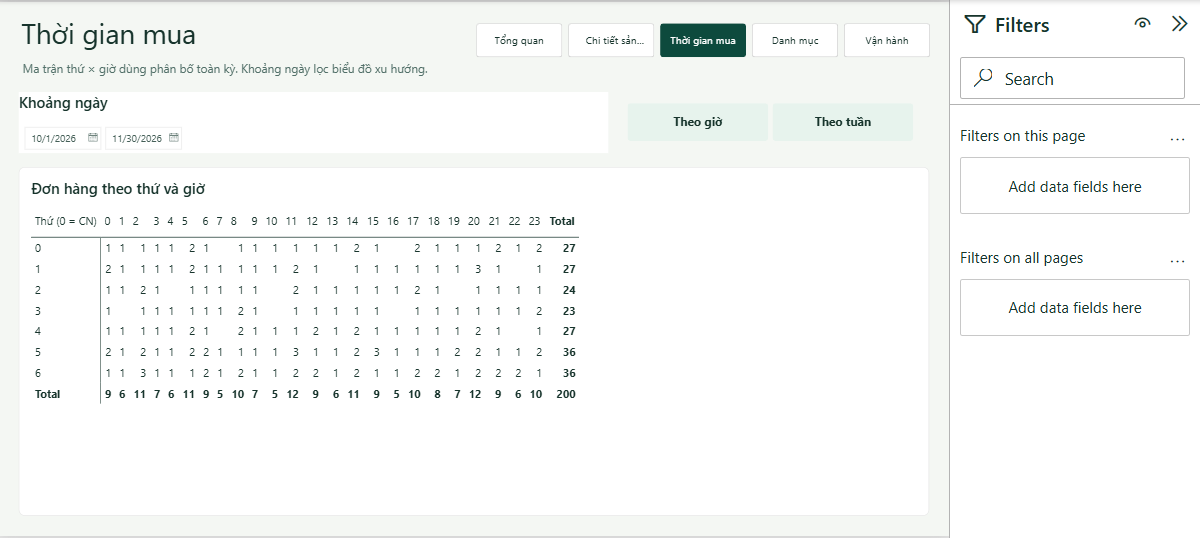 Thời gian mua
Tổng quan
Chi tiết sản...
Thời gian mua
Danh mục
Vận hành
Ma trận thứ × giờ dùng phân bố toàn kỳ. Khoảng ngày lọc biểu đồ xu hướng.
Khoảng ngày
10/1/2026 11/30/2026
Theo giờ
Theo tuần
Đơn hàng theo thứ và giờ
Thứ (0 = CN) 0 1 2 3 4 5 6 7 8 9 10 11 12 13 14 15 16 17 18 19 20 21 22 23 Total
0 1 1 1 1 1 2 1 1 1 1 1 1 1 2 1 2 1 1 1 2 1 2 27
1 2 1 1 1 1 2 1 1 1 1 1 2 1 1 1 1 1 1 1 3 1 1 27
2 1 1 2 1 1 1 1 1 1 2 1 1 1 1 1 2 1 1 1 1 1 24
3 1 1 1 1 1 1 1 2 1 1 1 1 1 1 1 1 1 1 1 1 2 23
4 1 1 1 1 1 2 1 2 1 1 1 2 1 2 1 1 1 1 1 2 1 1 27
5 2 1 2 1 1 2 2 1 1 1 1 3 1 1 2 3 1 1 1 2 2 1 1 2 36
6 1 1 3 1 1 1 2 1 2 1 1 2 2 1 2 1 1 2 2 1 2 2 2 1 36
Total 9 6 11 7 6 11 9 5 10 7 5 12 9 6 11 9 5 10 8 7 12 9 6 10 200
Filters
Search
Filters on this page ...
Add data fields here
Filters on all pages ...
Add data fields here